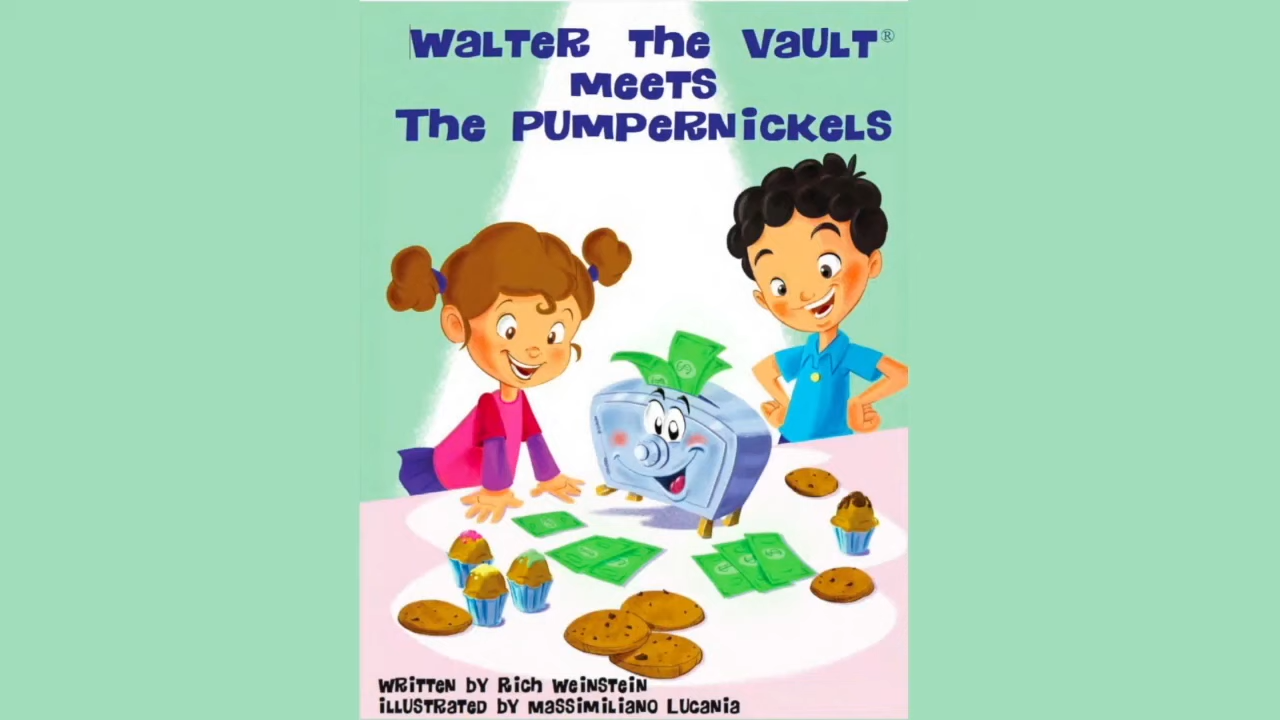 WALTER The VAULT®
MEETS
The PUMPERNICKELS
WRITTEN BY RICH WEINSTEIN
ILLUSTRATED BY MASSIMILIANO LUCANIA